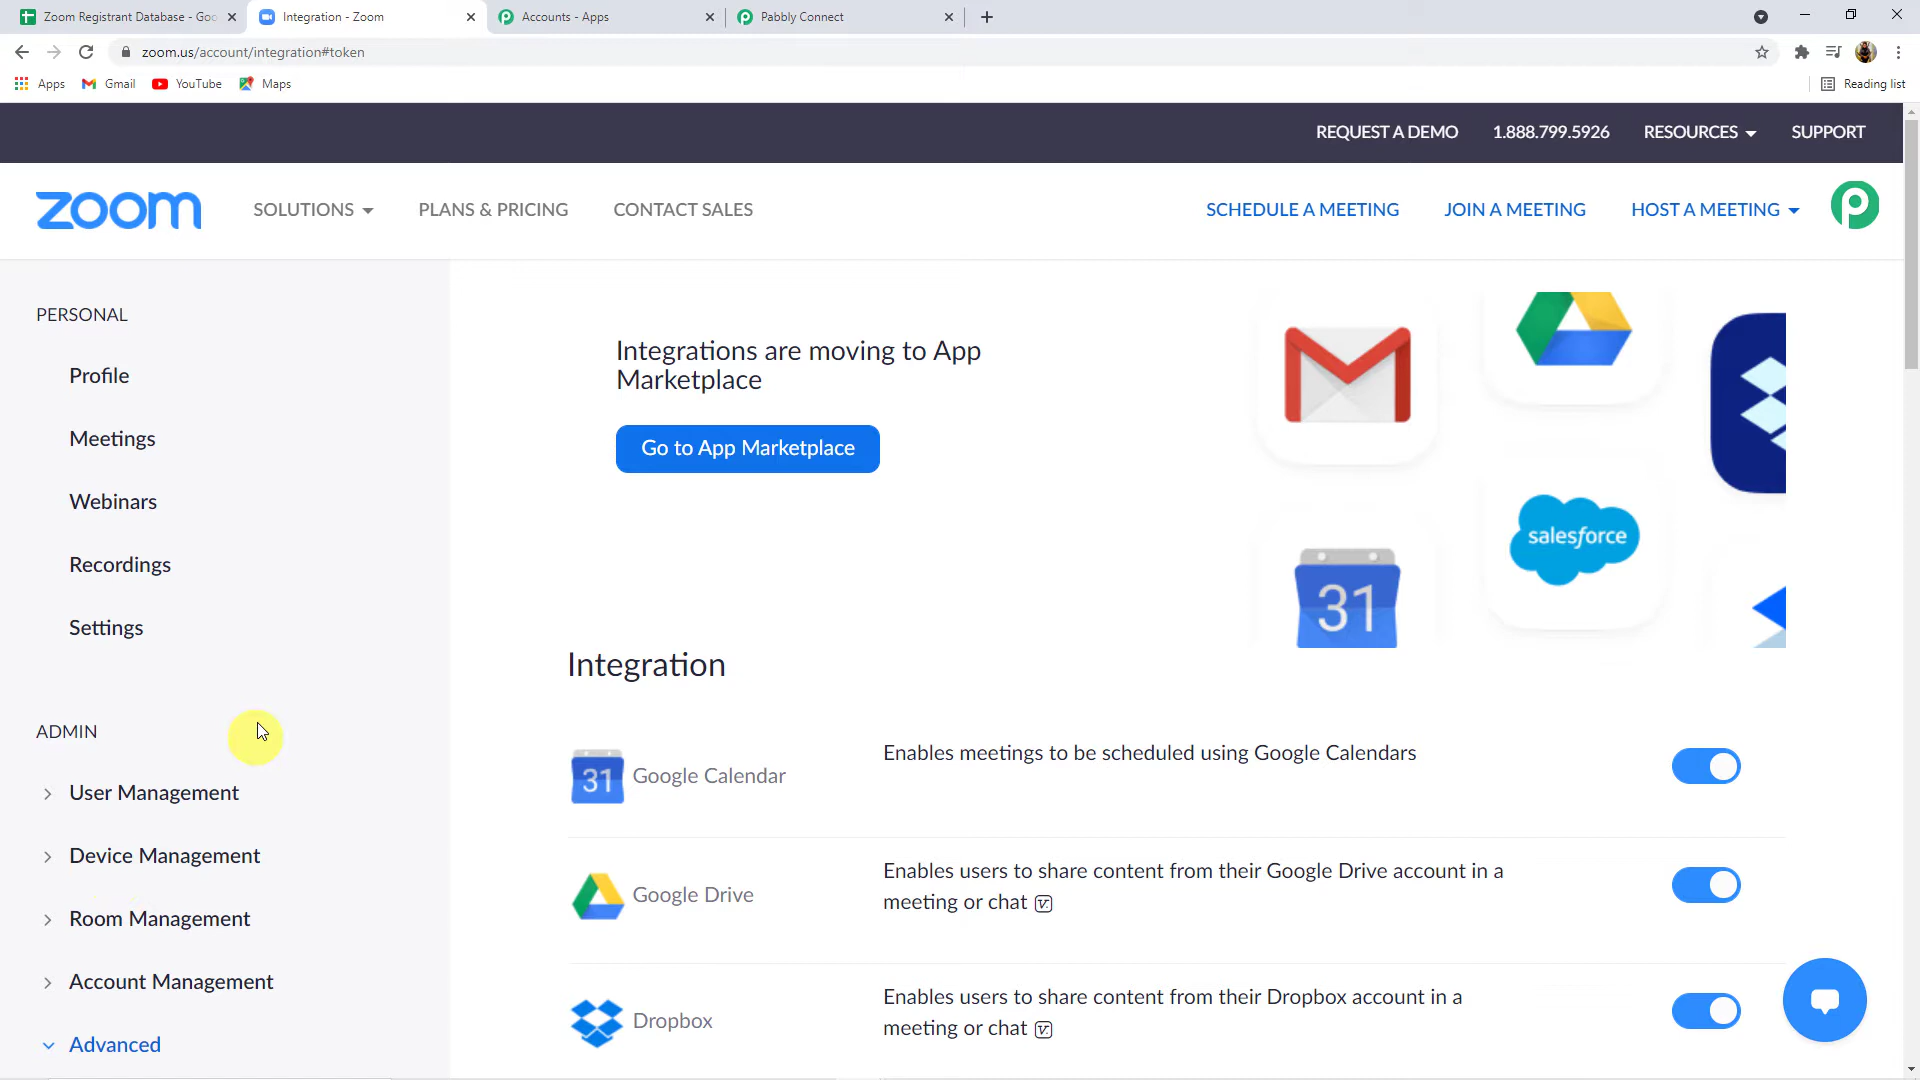 Zoom Registrant Database - Goo
Integration - Zoom
Accounts - Apps
Pabbly Connect
zoom.us/account/integration#token
Apps
Gmail
YouTube
Maps
Reading list
REQUEST A DEMO
1.888.799.5926
RESOURCES
SUPPORT
zoom
SOLUTIONS
PLANS & PRICING
CONTACT SALES
SCHEDULE A MEETING
JOIN A MEETING
HOST A MEETING
PERSONAL
Profile
Meetings
Webinars
Recordings
Settings
ADMIN
User Management
Device Management
Room Management
Account Management
Advanced
Integrations are moving to App
Marketplace
Go to App Marketplace
salesforce
31
Integration
31
Google Calendar
Enables meetings to be scheduled using Google Calendars
Google Drive
Enables users to share content from their Google Drive account in a
meeting or chat
Dropbox
Enables users to share content from their Dropbox account in a
meeting or chat